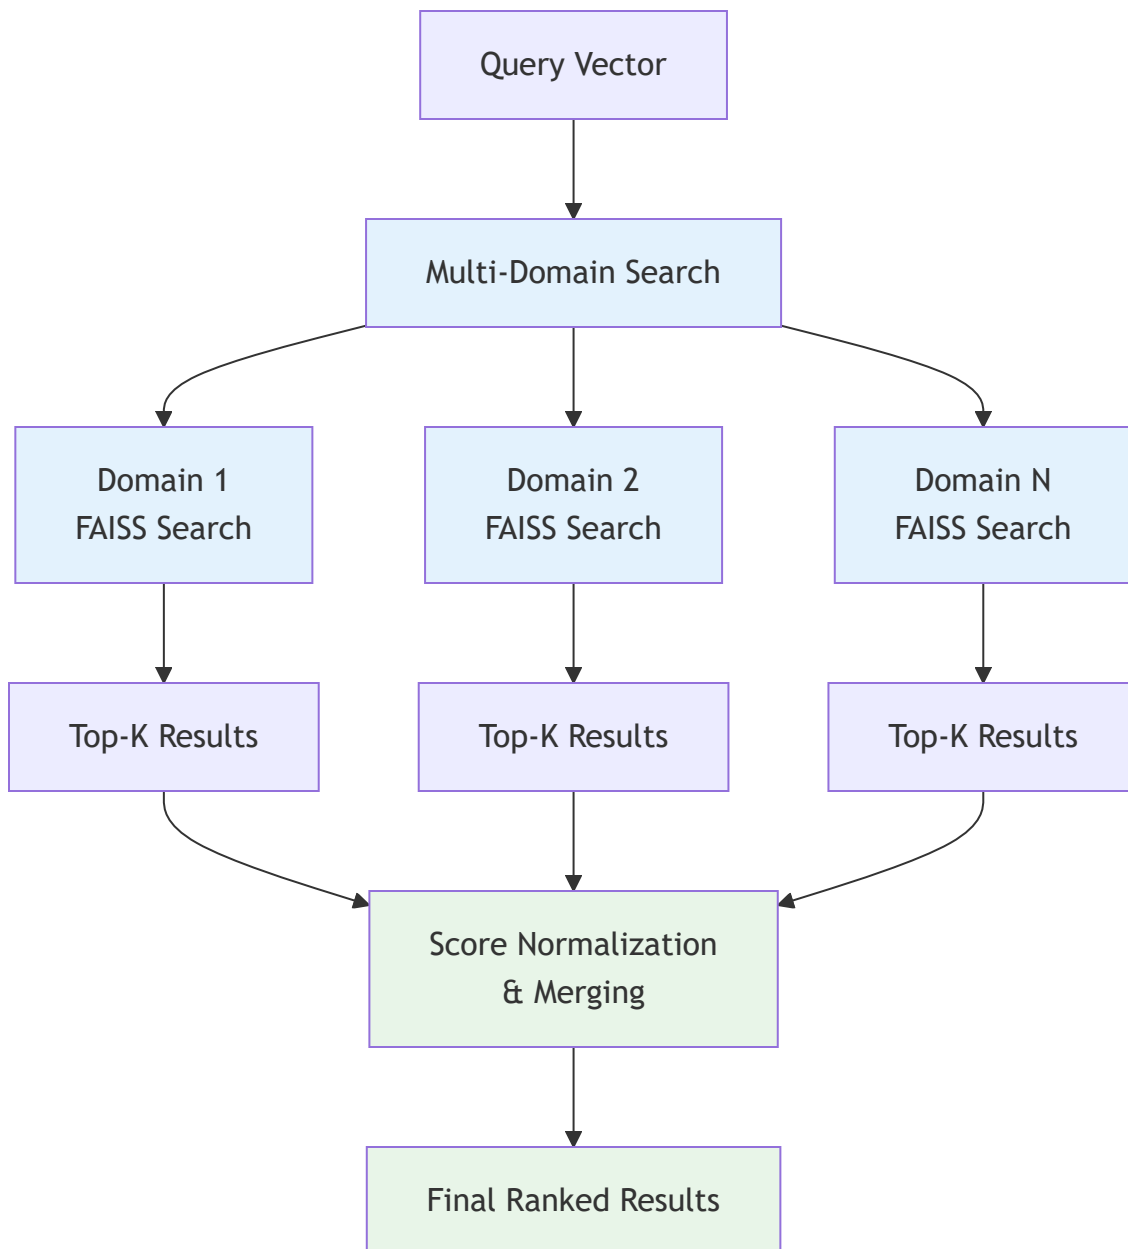 Query Vector
Multi-Domain Search
Domain 1
FAISS Search
Domain 2
FAISS Search
Domain N
FAISS Search
Top-K Results
Top-K Results
Top-K Results
Score Normalization
& Merging
Final Ranked Results